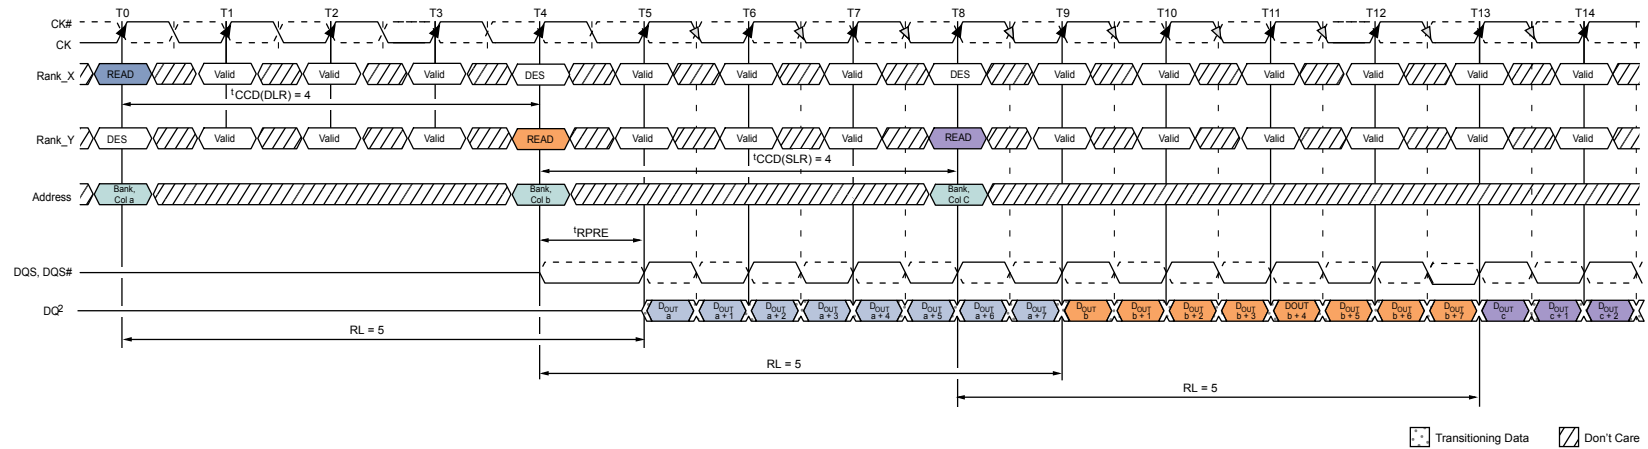 T0 T1 T2 T3 T4 T5 T6 T7 T8 T9 T10 T11 T12 T13 T14
CK#
CK
Rank_X READ Valid Valid Valid DES Valid Valid Valid DES Valid Valid Valid Valid Valid Valid
tCCD(DLR) = 4
Rank_Y DES Valid Valid Valid READ Valid Valid Valid READ Valid Valid Valid Valid Valid Valid
tCCD(SLR) = 4
Address Bank, Col a Bank, Col b Bank, Col C
tRPRE
DQS, DQS#
DQ2 DOUT a DOUT a + 1 DOUT a + 2 DOUT a + 3 DOUT a + 4 DOUT a + 5 DOUT a + 6 DOUT a + 7 DOUT b DOUT b + 1 DOUT b + 2 DOUT b + 3 DOUT b + 4 DOUT b + 5 DOUT b + 6 DOUT b + 7 DOUT c DOUT c + 1 DOUT c + 2
RL = 5
RL = 5
RL = 5
Transitioning Data Don't Care